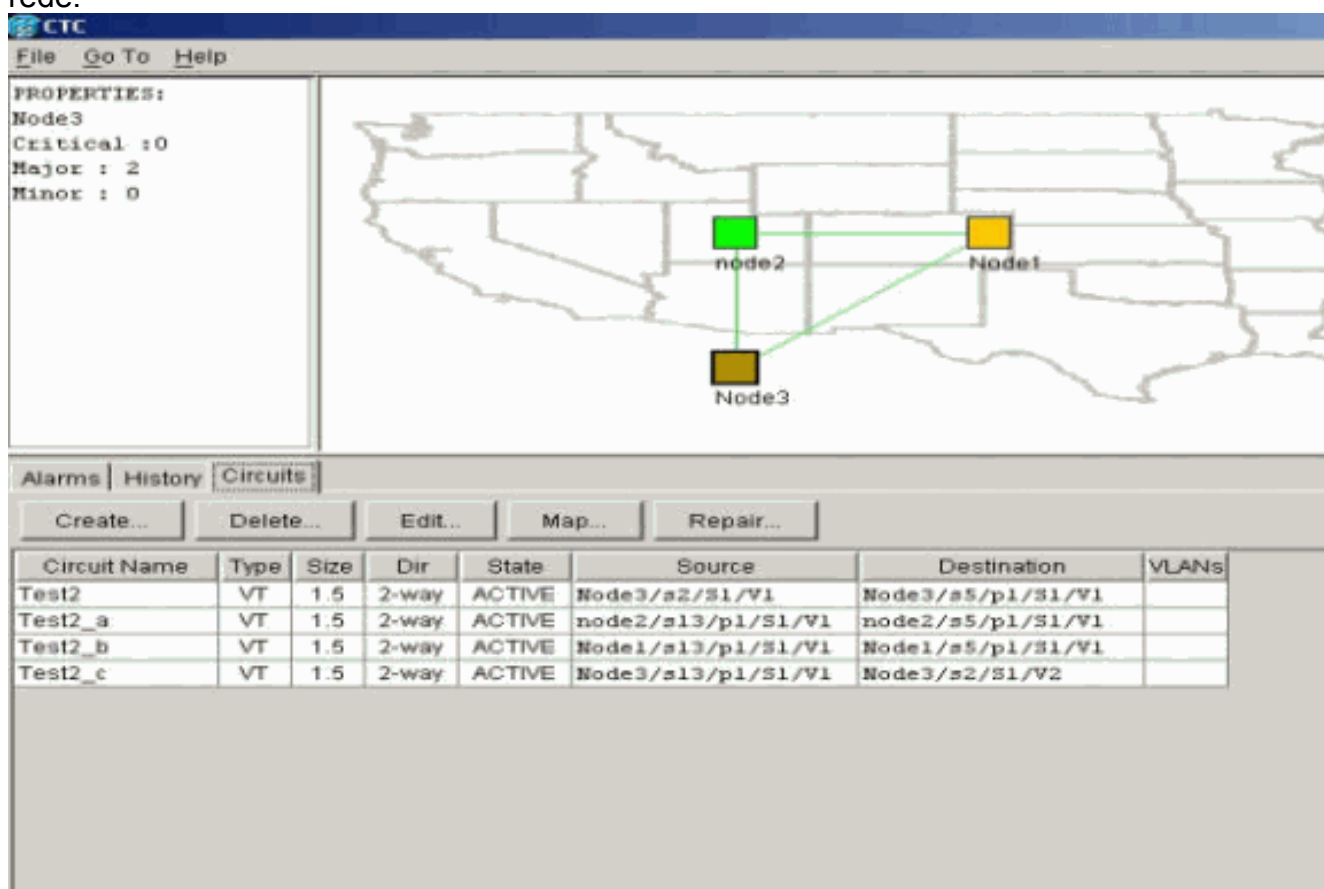 rede.
CTC
File Go To Help
PROPERTIES:
Node3
Critical :0
Major : 2
Minor : 0
node2
Node1
Node3
Alarms History Circuits
Create... Delete... Edit... Map... Repair...
Circuit Name Type Size Dir State Source Destination VLANs
Test2 VT 1.5 2-way ACTIVE Node3/s2/S1/V1 Node3/s5/p1/S1/V1
Test2_a VT 1.5 2-way ACTIVE node2/s13/p1/S1/V1 node2/s5/p1/S1/V1
Test2_b VT 1.5 2-way ACTIVE Node1/s13/p1/S1/V1 Node1/s5/p1/S1/V1
Test2_c VT 1.5 2-way ACTIVE Node3/s13/p1/S1/V1 Node3/s2/S1/V2